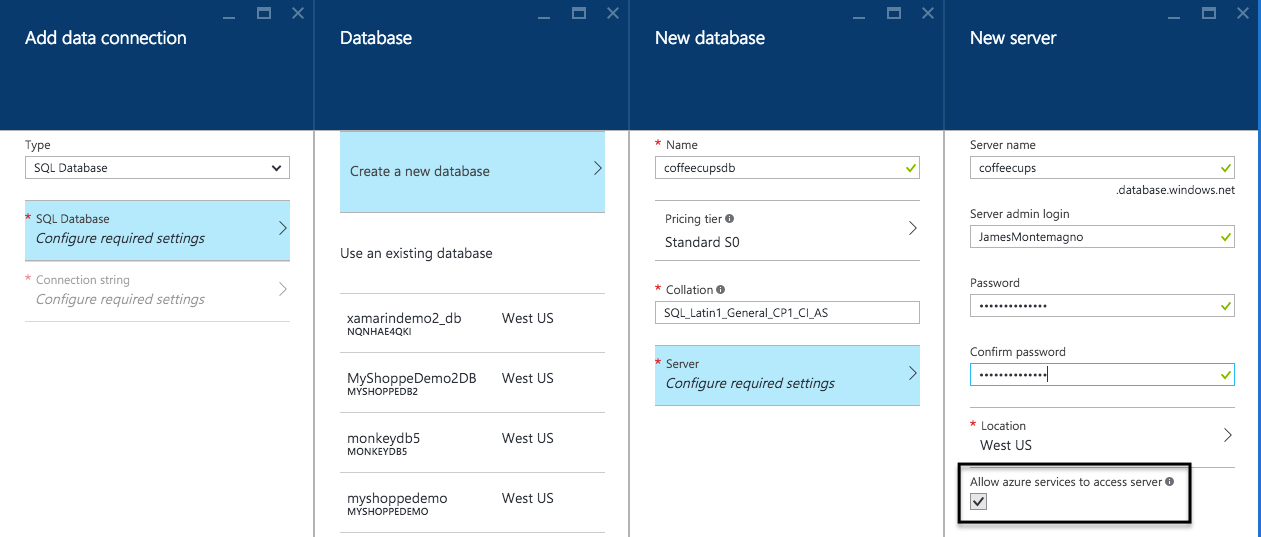 Add data connection
Type
SQL Database
* SQL Database
Configure required settings
* Connection string
Configure required settings
Database
Create a new database
Use an existing database
xamarindemo2_db West US
NQNHAE4QKI
MyShoppeDemo2DB West US
MYSHOPPEDB2
monkeydb5 West US
MONKEYDB5
myshoppedemo West US
MYSHOPPEDEMO
New database
* Name
coffeecupsdb
Pricing tier
Standard S0
* Collation
SQL_Latin1_General_CP1_CI_AS
* Server
Configure required settings
New server
Server name
coffeecups
.database.windows.net
Server admin login
JamesMontemagno
Password
••••••••••••••
Confirm password
••••••••••••••
* Location
West US
Allow azure services to access server